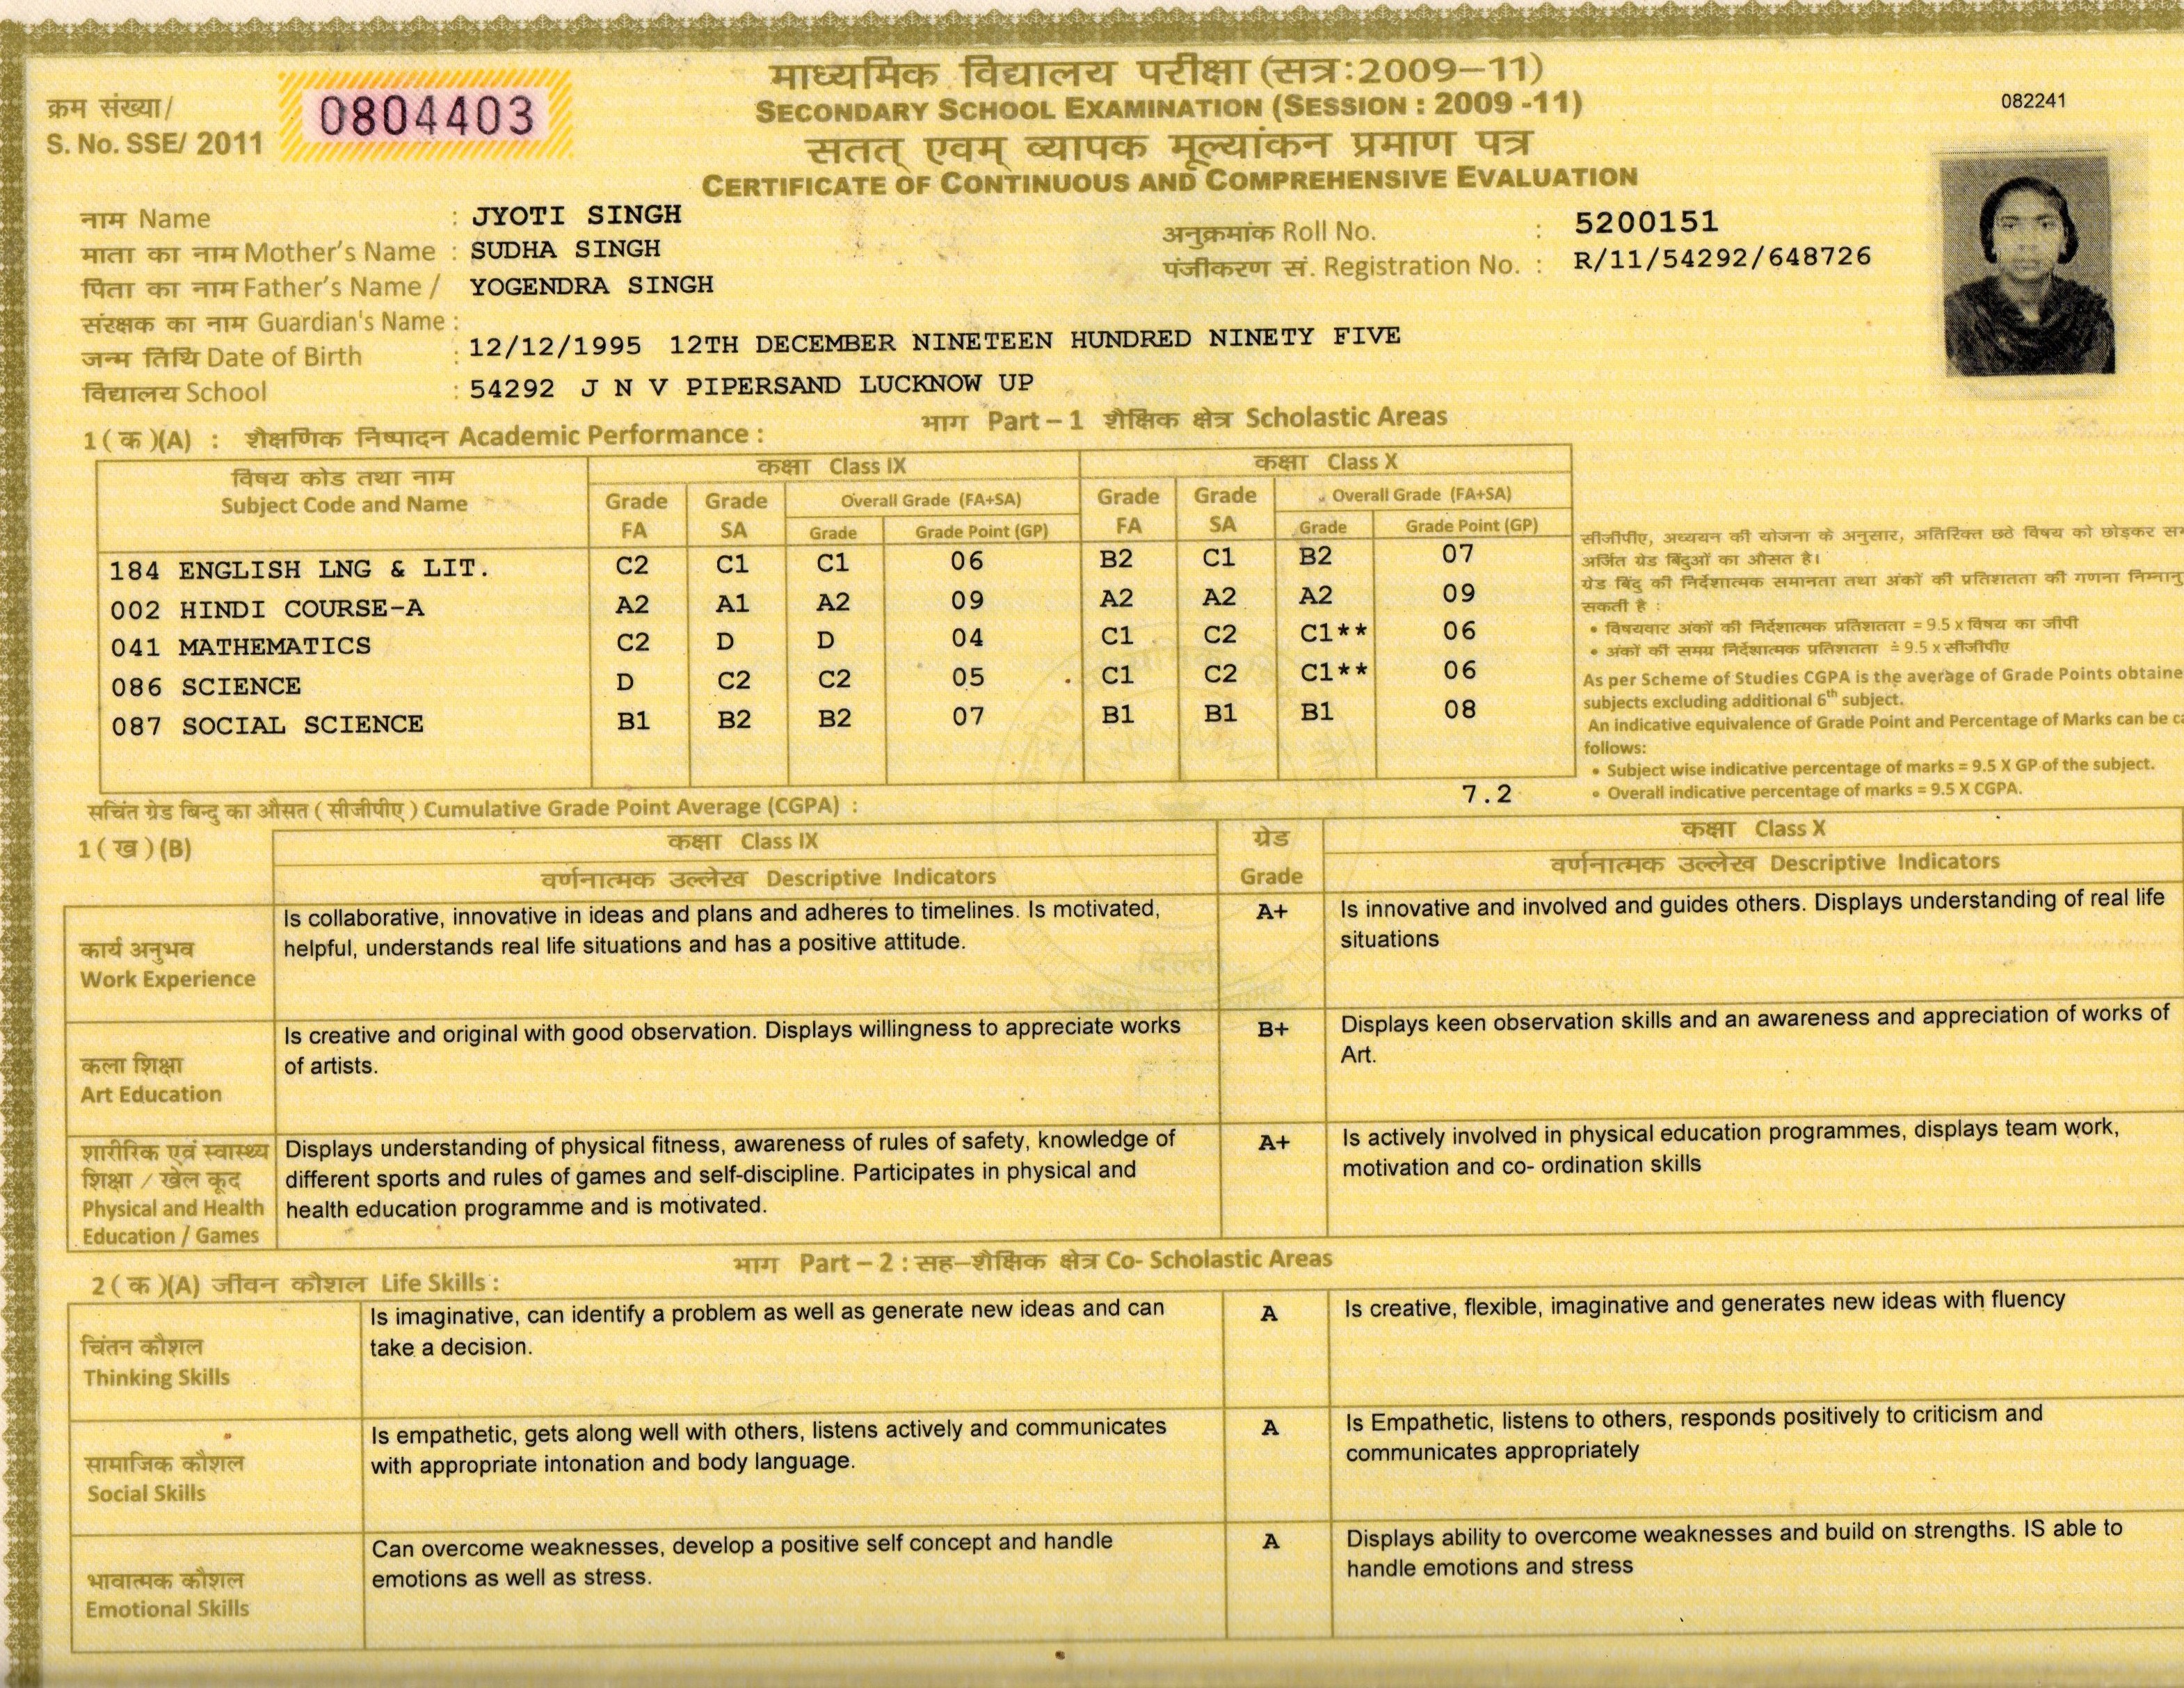 माध्यमिक विद्यालय परीक्षा (सत्र:2009–11)
SECONDARY SCHOOL EXAMINATION (SESSION : 2009 -11)
सतत् एवम् व्यापक मूल्यांकन प्रमाण पत्र
CERTIFICATE OF CONTINUOUS AND COMPREHENSIVE EVALUATION
क्रम संख्या/
S. No. SSE/ 2011 0804403
082241
नाम Name : JYOTI SINGH
माता का नाम Mother's Name : SUDHA SINGH
पिता का नाम Father's Name / YOGENDRA SINGH
संरक्षक का नाम Guardian's Name :
जन्म तिथि Date of Birth : 12/12/1995 12TH DECEMBER NINETEEN HUNDRED NINETY FIVE
विद्यालय School : 54292 J N V PIPERSAND LUCKNOW UP
अनुक्रमांक Roll No. : 5200151
पंजीकरण सं. Registration No. : R/11/54292/648726
भाग Part – 1 शैक्षिक क्षेत्र Scholastic Areas
1 ( क )(A) : शैक्षणिक निष्पादन Academic Performance :
विषय कोड तथा नाम
Subject Code and Name
कक्षा Class IX कक्षा Class X
Grade FA Grade SA Overall Grade (FA+SA) Grade FA Grade SA Overall Grade (FA+SA)
Grade Grade Point (GP) Grade Grade Point (GP)
184 ENGLISH LNG & LIT. C2 C1 C1 06 B2 C1 B2 07
002 HINDI COURSE-A A2 A1 A2 09 A2 A2 A2 09
041 MATHEMATICS C2 D D 04 C1 C2 C1** 06
086 SCIENCE D C2 C2 05 C1 C2 C1** 06
087 SOCIAL SCIENCE B1 B2 B2 07 B1 B1 B1 08
सीजीपीए, अध्ययन की योजना के अनुसार, अतिरिक्त छठे विषय को छोड़कर
अर्जित ग्रेड बिंदुओं का औसत है।
ग्रेड बिंदु की निर्देशात्मक समानता तथा अंकों की प्रतिशतता की गणना
सकती है :
• विषयवार अंकों की निर्देशात्मक प्रतिशतता = 9.5 x विषय का जीपी
• अंकों की समग्र निर्देशात्मक प्रतिशतता = 9.5 x सीजीपीए
As per Scheme of Studies CGPA is the average of Grade Points obtaine
subjects excluding additional 6th subject.
An indicative equivalence of Grade Point and Percentage of Marks can be
follows:
• Subject wise indicative percentage of marks = 9.5 X GP of the subject.
• Overall indicative percentage of marks = 9.5 X CGPA.
सचिंत ग्रेड बिन्दु का औसत ( सीजीपीए ) Cumulative Grade Point Average (CGPA) : 7.2
1 ( ख ) (B)
कक्षा Class IX ग्रेड कक्षा Class X
वर्णनात्मक उल्लेख Descriptive Indicators Grade वर्णनात्मक उल्लेख Descriptive Indicators
कार्य अनुभव
Work Experience
Is collaborative, innovative in ideas and plans and adheres to timelines. Is motivated,
helpful, understands real life situations and has a positive attitude.
A+
Is innovative and involved and guides others. Displays understanding of real life
situations
कला शिक्षा
Art Education
Is creative and original with good observation. Displays willingness to appreciate works
of artists.
B+
Displays keen observation skills and an awareness and appreciation of works of
Art.
शारीरिक एवं स्वास्थ्य
शिक्षा / खेल कूद
Physical and Health
Education / Games
Displays understanding of physical fitness, awareness of rules of safety, knowledge of
different sports and rules of games and self-discipline. Participates in physical and
health education programme and is motivated.
A+
Is actively involved in physical education programmes, displays team work,
motivation and co- ordination skills
भाग Part – 2 : सह–शैक्षिक क्षेत्र Co- Scholastic Areas
2 ( क )(A) जीवन कौशल Life Skills :
चिंतन कौशल
Thinking Skills
Is imaginative, can identify a problem as well as generate new ideas and can
take a decision.
A
Is creative, flexible, imaginative and generates new ideas with fluency
सामाजिक कौशल
Social Skills
Is empathetic, gets along well with others, listens actively and communicates
with appropriate intonation and body language.
A
Is Empathetic, listens to others, responds positively to criticism and
communicates appropriately
भावात्मक कौशल
Emotional Skills
Can overcome weaknesses, develop a positive self concept and handle
emotions as well as stress.
A
Displays ability to overcome weaknesses and build on strengths. IS able to
handle emotions and stress